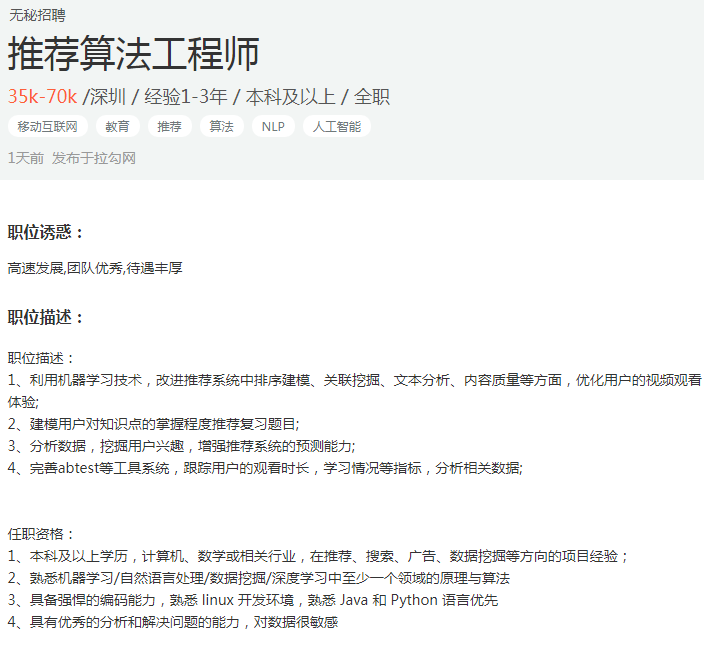 无秘招聘
推荐算法工程师
35k-70k /深圳 / 经验1-3年 / 本科及以上 / 全职
移动互联网 教育 推荐 算法 NLP 人工智能
1天前 发布于拉勾网
职位诱惑：
高速发展,团队优秀,待遇丰厚
职位描述：
职位描述：
1、利用机器学习技术，改进推荐系统中排序建模、关联挖掘、文本分析、内容质量等方面，优化用户的视频观看
体验;
2、建模用户对知识点的掌握程度推荐复习题目;
3、分析数据，挖掘用户兴趣，增强推荐系统的预测能力;
4、完善abtest等工具系统，跟踪用户的观看时长，学习情况等指标，分析相关数据;
任职资格：
1、本科及以上学历，计算机、数学或相关行业，在推荐、搜索、广告、数据挖掘等方向的项目经验；
2、熟悉机器学习/自然语言处理/数据挖掘/深度学习中至少一个领域的原理与算法
3、具备强悍的编码能力，熟悉 linux 开发环境，熟悉 Java 和 Python 语言优先
4、具有优秀的分析和解决问题的能力，对数据很敏感